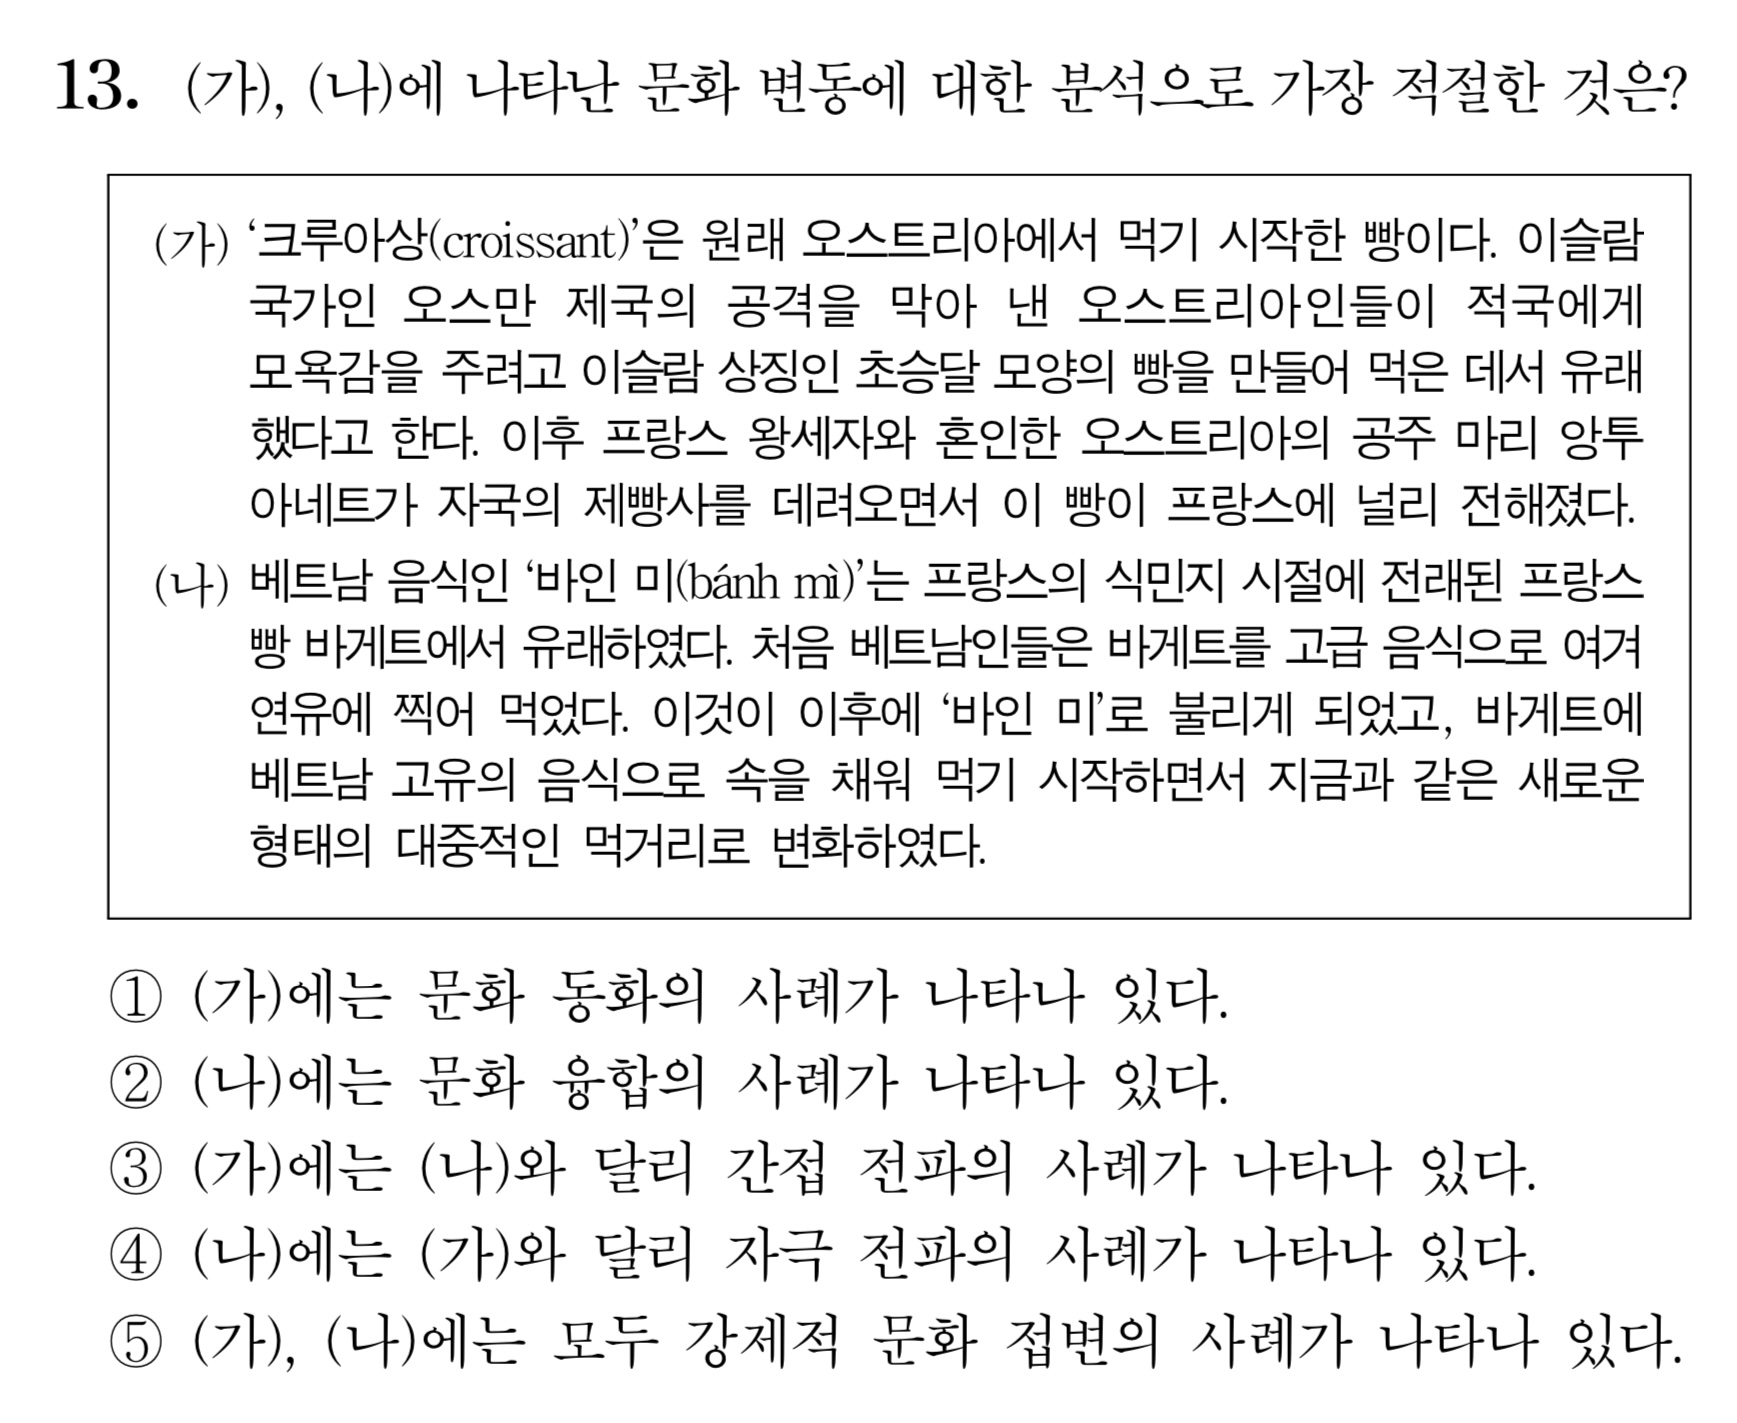 13. (가), (나)에 나타난 문화 변동에 대한 분석으로 가장 적절한 것은?
(가) ‘크루아상(croissant)’은 원래 오스트리아에서 먹기 시작한 빵이다. 이슬람
국가인 오스만 제국의 공격을 막아 낸 오스트리아인들이 적국에게
모욕감을 주려고 이슬람 상징인 초승달 모양의 빵을 만들어 먹은 데서 유래
했다고 한다. 이후 프랑스 왕세자와 혼인한 오스트리아의 공주 마리 앙투
아네트가 자국의 제빵사를 데려오면서 이 빵이 프랑스에 널리 전해졌다.
(나) 베트남 음식인 ‘바인 미(bánh mì)’는 프랑스의 식민지 시절에 전래된 프랑스
빵 바게트에서 유래하였다. 처음 베트남인들은 바게트를 고급 음식으로 여겨
연유에 찍어 먹었다. 이것이 이후에 ‘바인 미’로 불리게 되었고, 바게트에
베트남 고유의 음식으로 속을 채워 먹기 시작하면서 지금과 같은 새로운
형태의 대중적인 먹거리로 변화하였다.
① (가)에는 문화 동화의 사례가 나타나 있다.
② (나)에는 문화 융합의 사례가 나타나 있다.
③ (가)에는 (나)와 달리 간접 전파의 사례가 나타나 있다.
④ (나)에는 (가)와 달리 자극 전파의 사례가 나타나 있다.
⑤ (가), (나)에는 모두 강제적 문화 접변의 사례가 나타나 있다.